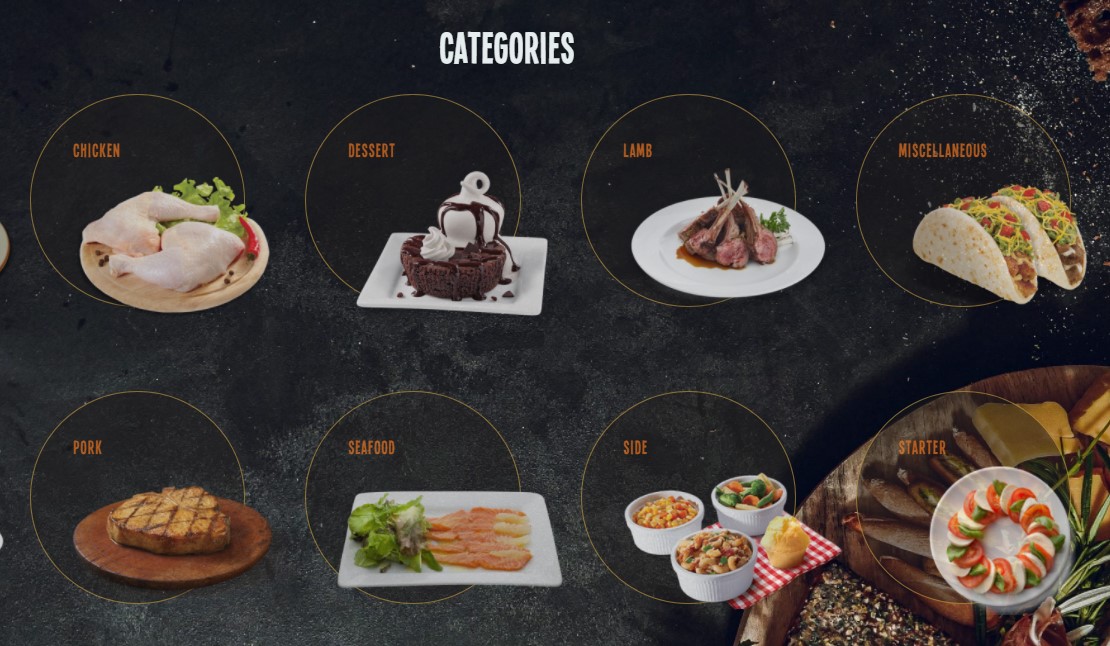 CATEGORIES
CHICKEN
DESSERT
LAMB
MISCELLANEOUS
PORK
SEAFOOD
SIDE
STARTER